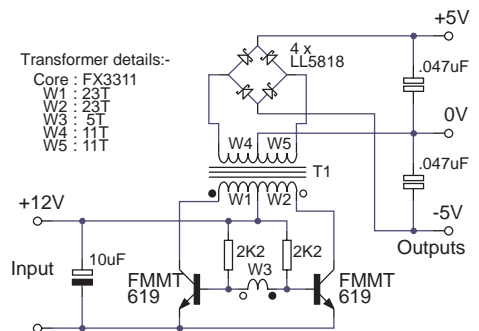 +5V
4 x
LL5818
Transformer details:-
Core : FX3311
W1 : 23T
W2 : 23T
W3 : 5T
W4 : 11T
W5 : 11T
.047uF
0V
W4 W5
T1
W1 W2
.047uF
+12V
-5V
Outputs
2K2
2K2
W3
Input
10uF
FMMT
619
FMMT
619